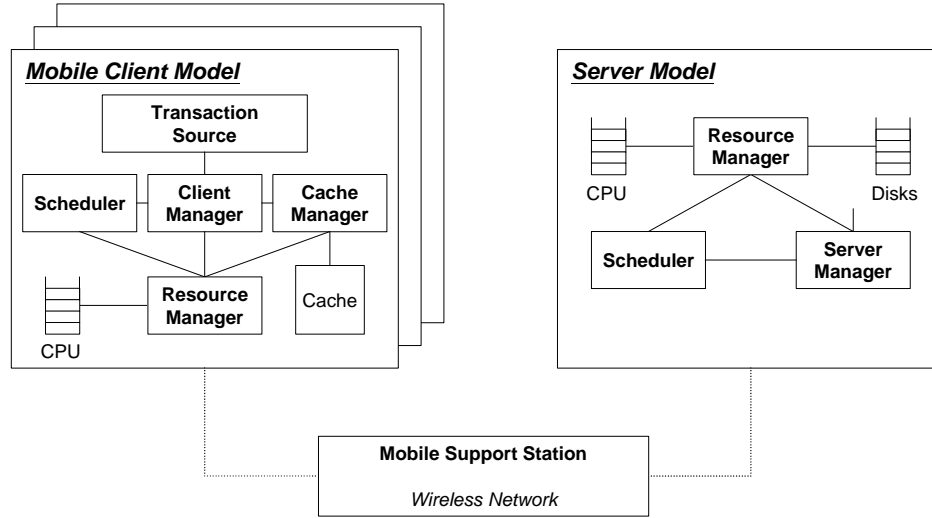 Mobile Client Model
Transaction
Source
Scheduler
Client
Manager
Cache
Manager
Resource
Manager
Cache
CPU
Server Model
Resource
Manager
CPU
Disks
Scheduler
Server
Manager
Mobile Support Station
Wireless Network